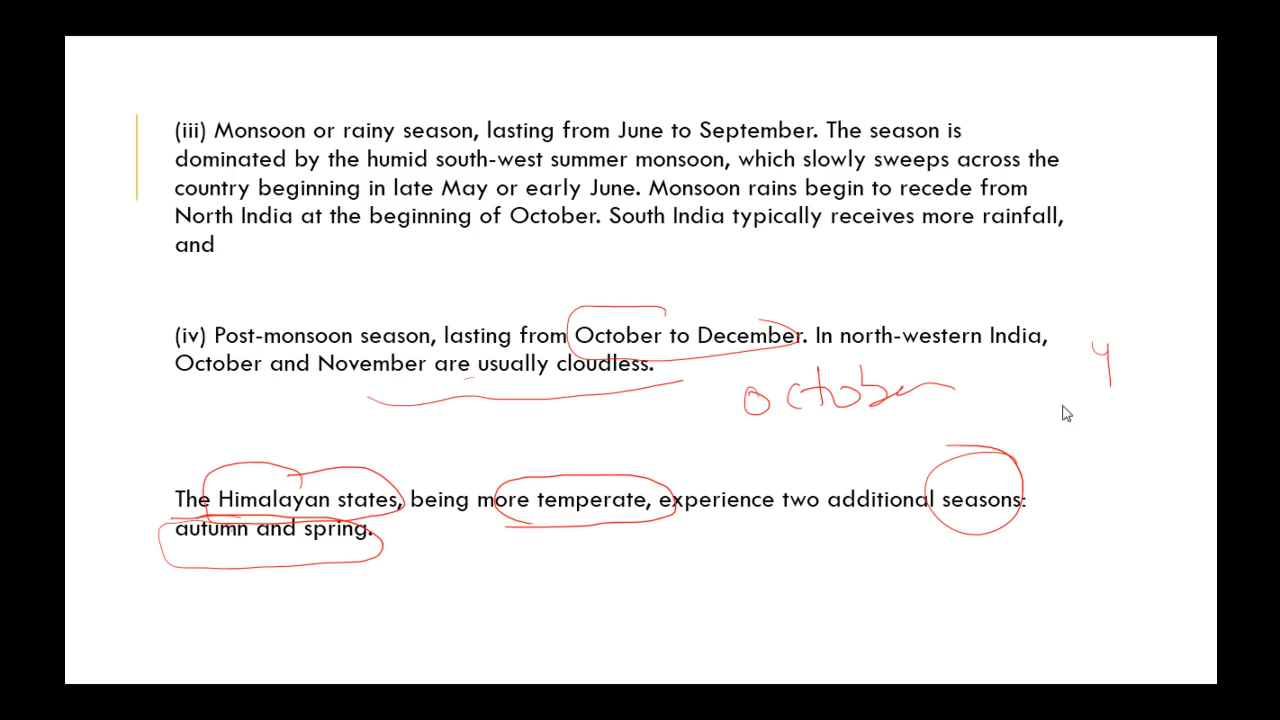 (iii) Monsoon or rainy season, lasting from June to September. The season is
dominated by the humid south-west summer monsoon, which slowly sweeps across the
country beginning in late May or early June. Monsoon rains begin to recede from
North India at the beginning of October. South India typically receives more rainfall,
and
(iv) Post-monsoon season, lasting from October to December. In north-western India,
October and November are usually cloudless.
October
The Himalayan states, being more temperate, experience two additional seasons:
autumn and spring.